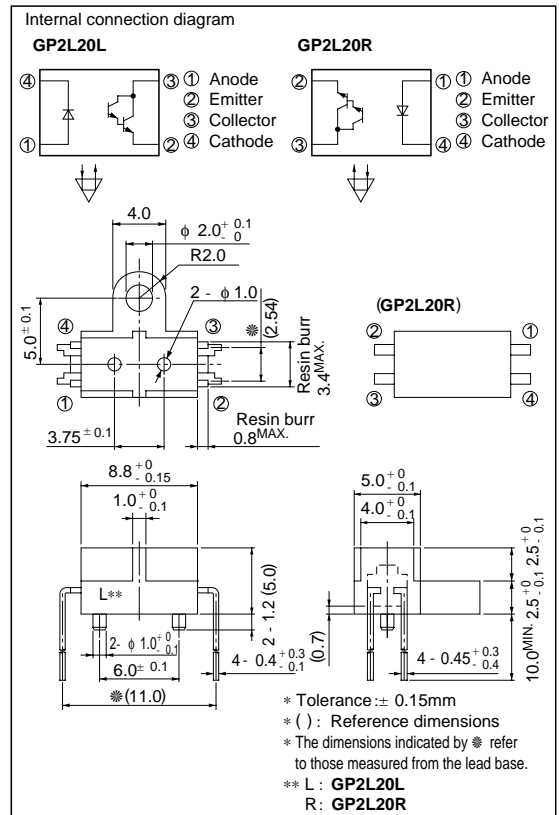 Internal connection diagram
GP2L20L GP2L20R
④ ③ ① Anode ② ① ① Anode
② Emitter ② Emitter
③ Collector ③ Collector
① ② ④ Cathode ③ ④ ④ Cathode
4.0
φ 2.0 +0.1 -0
R2.0
2 - φ 1.0
(2.54)
5.0 ± 0.1
④ ③
Resin burr
3.4 MAX.
① ②
Resin burr
0.8 MAX.
3.75 ± 0.1
(GP2L20R)
② ①
③ ④
8.8 +0 -0.15
1.0 +0 -0.1
L**
2 - φ 1.0 +0 -0.1
6.0 ± 0.1
2 - 1.2 (5.0)
4 - 0.4 +0.3 -0.1
(11.0)
5.0 +0 -0.1
4.0 +0 -0.1
2.5 +0 -0.1
2.5 +0 -0.1
10.0 MIN.
(0.7)
4 - 0.45 +0.3 -0.4
* Tolerance :± 0.15mm
* ( ) : Reference dimensions
* The dimensions indicated by ❋ refer
to those measured from the lead base.
** L : GP2L20L
R : GP2L20R